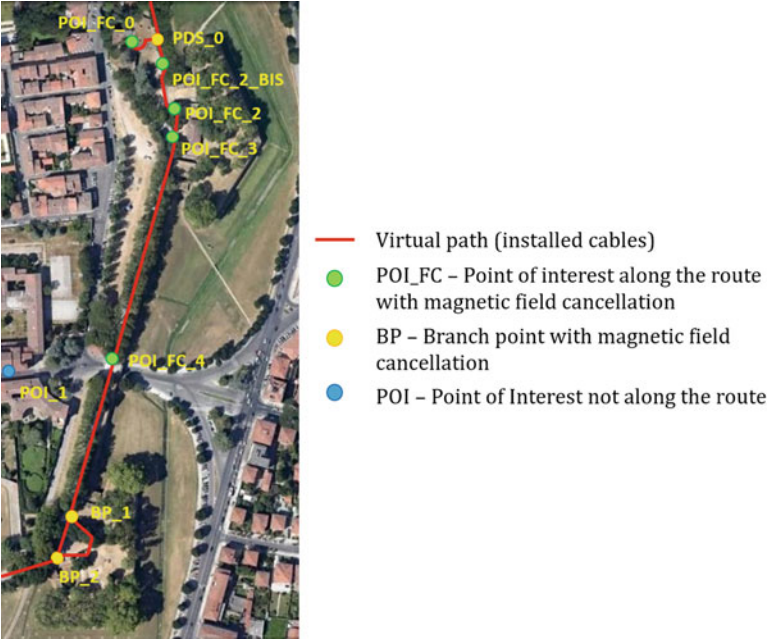 POI_FC_0
PDS_0
POI_FC_2_BIS
POI_FC_2
POI_FC_3
POI_FC_4
POI_1
BP_1
BP_2
Virtual path (installed cables)
POI_FC – Point of interest along the route
with magnetic field cancellation
BP – Branch point with magnetic field
cancellation
POI – Point of Interest not along the route